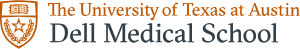 The University of Texas at Austin
Dell Medical School